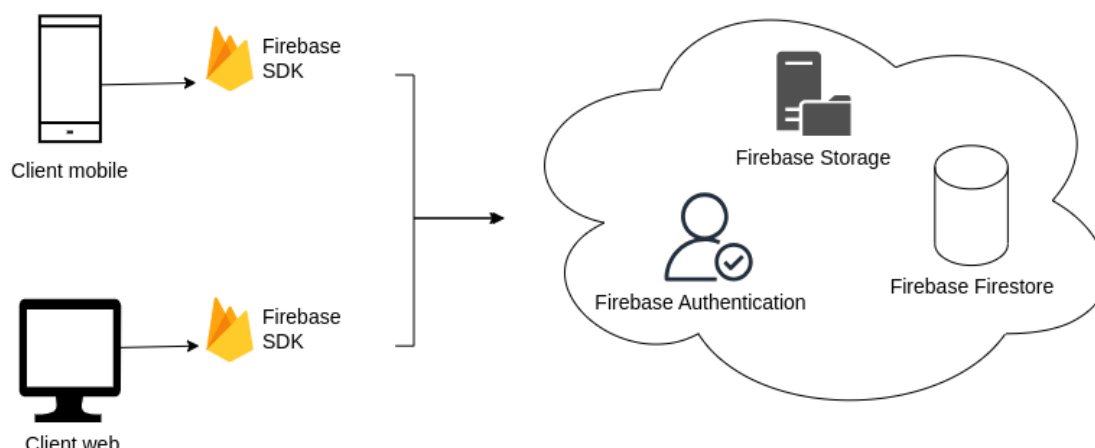 Firebase
SDK
Client mobile
Firebase Storage
Firebase Authentication
Firebase Firestore
Firebase
SDK
Client web